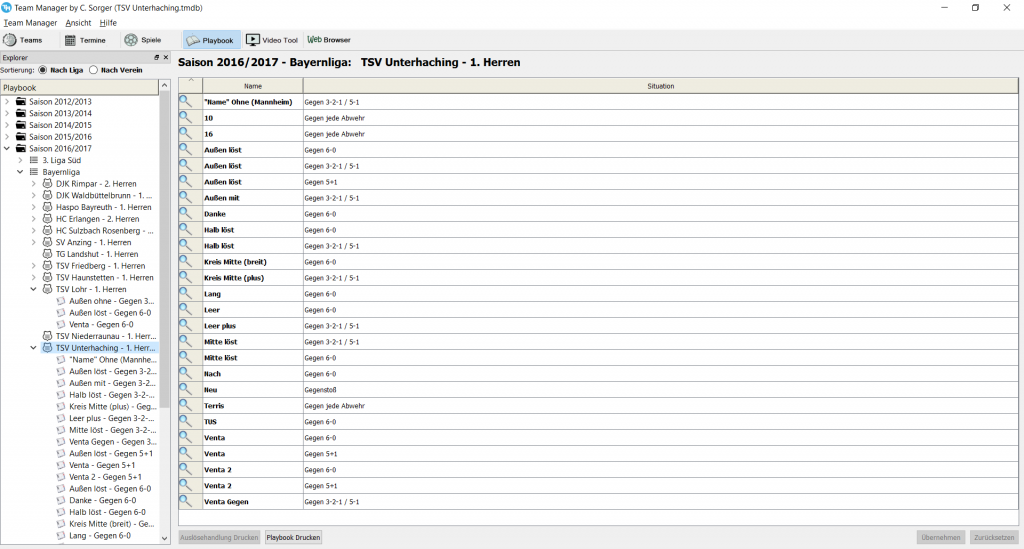 Team Manager by C. Sorger (TSV Unterhaching.tmdb)
Team Manager Ansicht Hilfe
Teams Termine Spiele Playbook Video Tool Web Browser
Explorer
Sortierung: Nach Liga Nach Verein
Playbook
Saison 2012/2013
Saison 2013/2014
Saison 2014/2015
Saison 2015/2016
Saison 2016/2017
3. Liga Süd
Bayernliga
DJK Rimpar - 2. Herren
DJK Waldbüttelbrunn - 1. ...
Haspo Bayreuth - 1. Herren
HC Erlangen - 2. Herren
HC Sulzbach Rosenberg - ...
SV Anzing - 1. Herren
TG Landshut - 1. Herren
TSV Friedberg - 1. Herren
TSV Haunstetten - 1. Herren
TSV Lohr - 1. Herren
Außen ohne - Gegen 3...
Außen löst - Gegen 6-0
Venta - Gegen 6-0
TSV Niederraunau - 1. Herr...
TSV Unterhaching - 1. Herr...
"Name" Ohne (Mannhe...
Außen löst - Gegen 3-2...
Außen mit - Gegen 3-2...
Halb löst - Gegen 3-2-...
Kreis Mitte (plus) - Geg...
Leer plus - Gegen 3-2-...
Mitte löst - Gegen 3-2-...
Venta Gegen - Gegen 3...
Außen löst - Gegen 5+1
Venta - Gegen 5+1
Venta 2 - Gegen 5+1
Außen löst - Gegen 6-0
Danke - Gegen 6-0
Halb löst - Gegen 6-0
Kreis Mitte (breit) - Ge...
Lang - Gegen 6-0
Saison 2016/2017 - Bayernliga: TSV Unterhaching - 1. Herren
Name Situation
"Name" Ohne (Mannheim) Gegen 3-2-1 / 5-1
10 Gegen jede Abwehr
16 Gegen jede Abwehr
Außen löst Gegen 6-0
Außen löst Gegen 3-2-1 / 5-1
Außen löst Gegen 5+1
Außen mit Gegen 3-2-1 / 5-1
Danke Gegen 6-0
Halb löst Gegen 6-0
Halb löst Gegen 3-2-1 / 5-1
Kreis Mitte (breit) Gegen 6-0
Kreis Mitte (plus) Gegen 3-2-1 / 5-1
Lang Gegen 6-0
Leer Gegen 6-0
Leer plus Gegen 3-2-1 / 5-1
Mitte löst Gegen 3-2-1 / 5-1
Mitte löst Gegen 6-0
Nach Gegen 6-0
Neu Gegenstoß
Terris Gegen jede Abwehr
TUS Gegen 6-0
Venta Gegen 6-0
Venta Gegen 5+1
Venta 2 Gegen 6-0
Venta 2 Gegen 5+1
Venta Gegen Gegen 3-2-1 / 5-1
Auslösehandlung Drucken Playbook Drucken Übernehmen Zurücksetzen